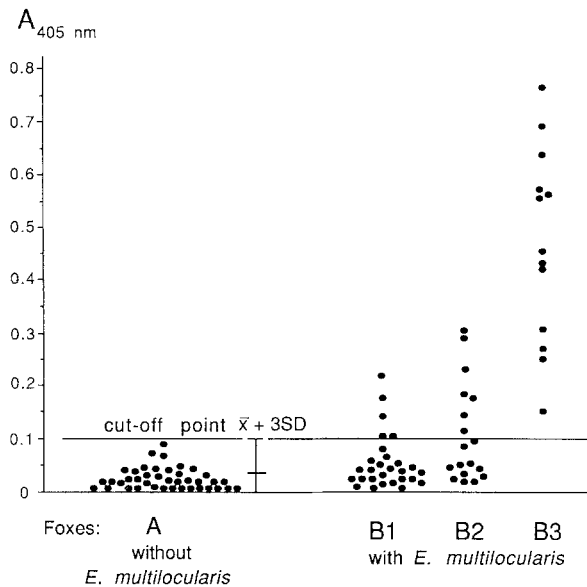 A405 nm
0.8
0.7
0.6
0.5
0.4
0.3
0.2
cut-off point x̄ + 3SD
0.1
0
Foxes: A B1 B2 B3
without with E. multilocularis
E. multilocularis